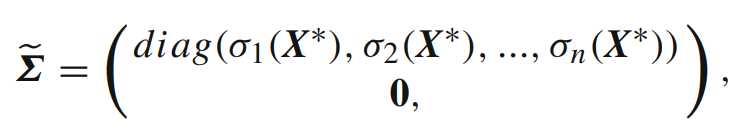 Σ̃ = ( diag(σ₁(X*), σ₂(X*), ..., σₙ(X*))
0, ) ,